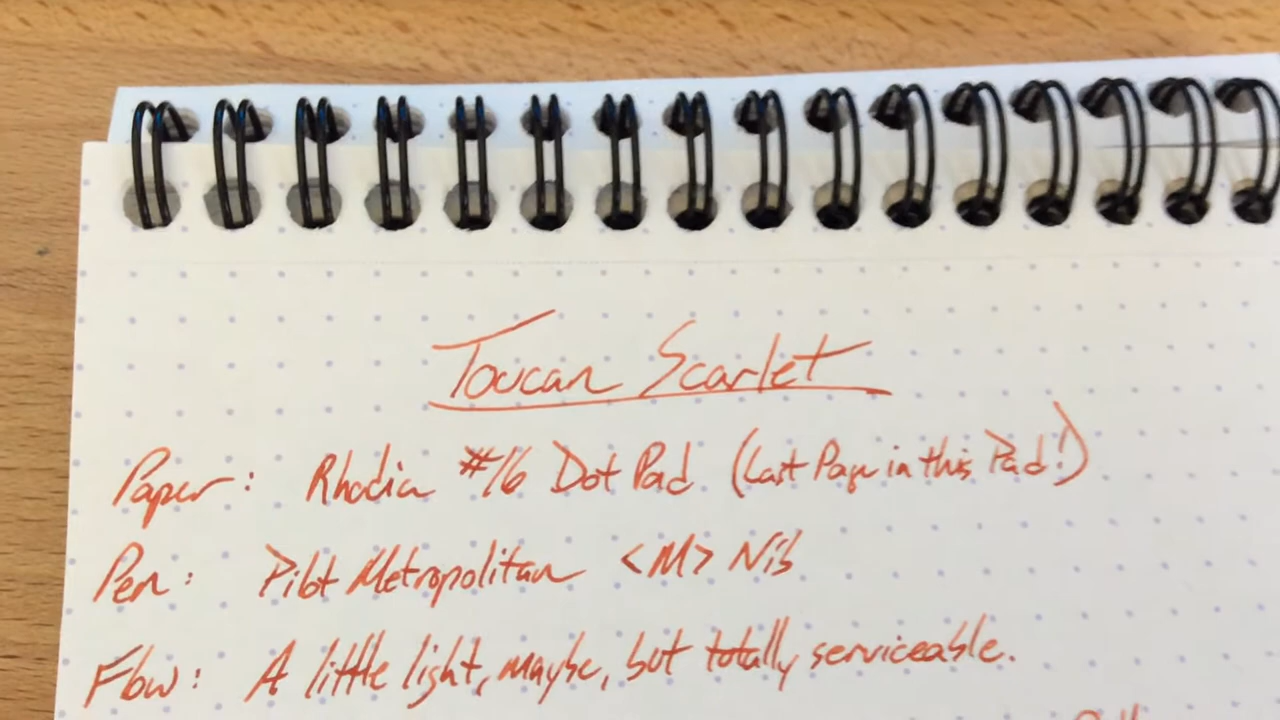 Toucan Scarlet
Paper: Rhodia #16 Dot Pad (Last Page in this Pad!)
Pen: Pilot Metropolitan <M> Nib
Flow: A little light, maybe, but totally serviceable.